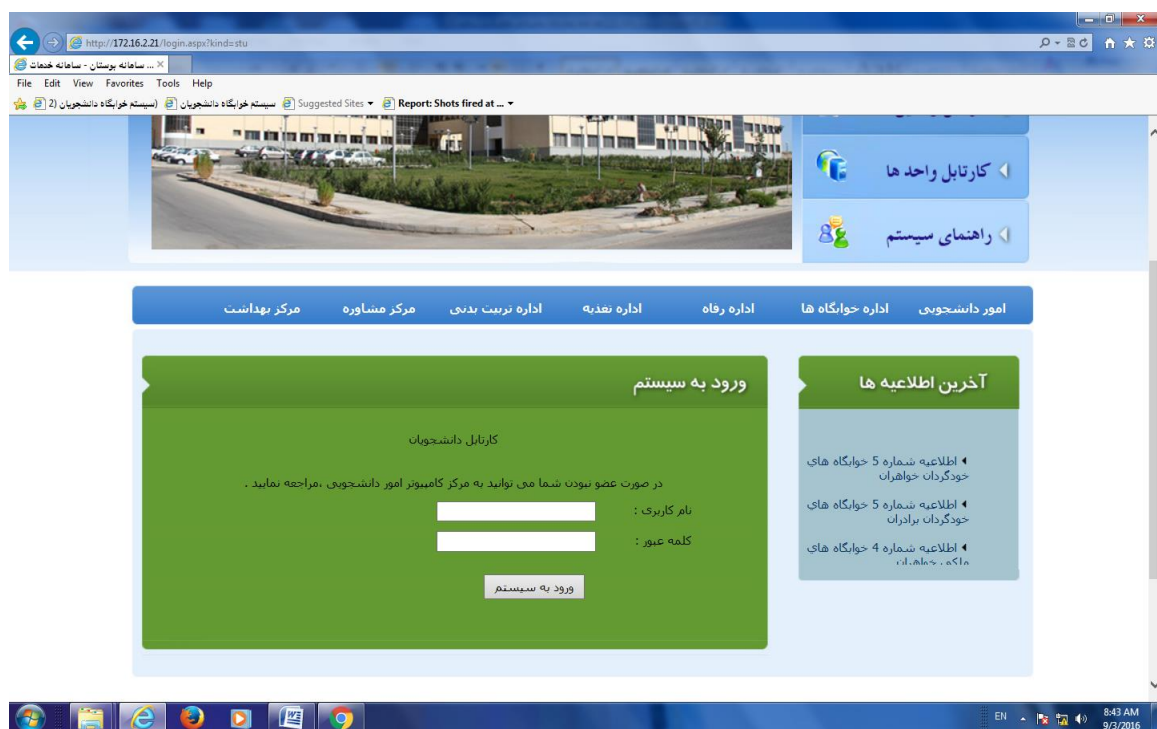 http://172.16.2.21/login.aspx?kind=stu
سامانه بوستان - سامانه خدمات ...
File Edit View Favorites Tools Help
سیستم خوابگاه دانشجویان (2)
سیستم خوابگاه دانشجویان
Suggested Sites
Report: Shots fired at ...
کارتابل واحد ها
راهنمای سیستم
امور دانشجویی اداره خوابگاه ها اداره رفاه اداره تغذیه اداره تربیت بدنی مرکز مشاوره مرکز بهداشت
آخرین اطلاعیه ها
اطلاعیه شماره 5 خوابگاه های
خودگردان خواهران
اطلاعیه شماره 5 خوابگاه های
خودگردان برادران
اطلاعیه شماره 4 خوابگاه های
ورود به سیستم
کارتابل دانشجویان
در صورت عضو نبودن شما می توانید به مرکز کامپیوتر امور دانشجویی ،مراجعه نمایید .
نام کاربری :
کلمه عبور :
ورود به سیستم
EN
8:43 AM
9/3/2016